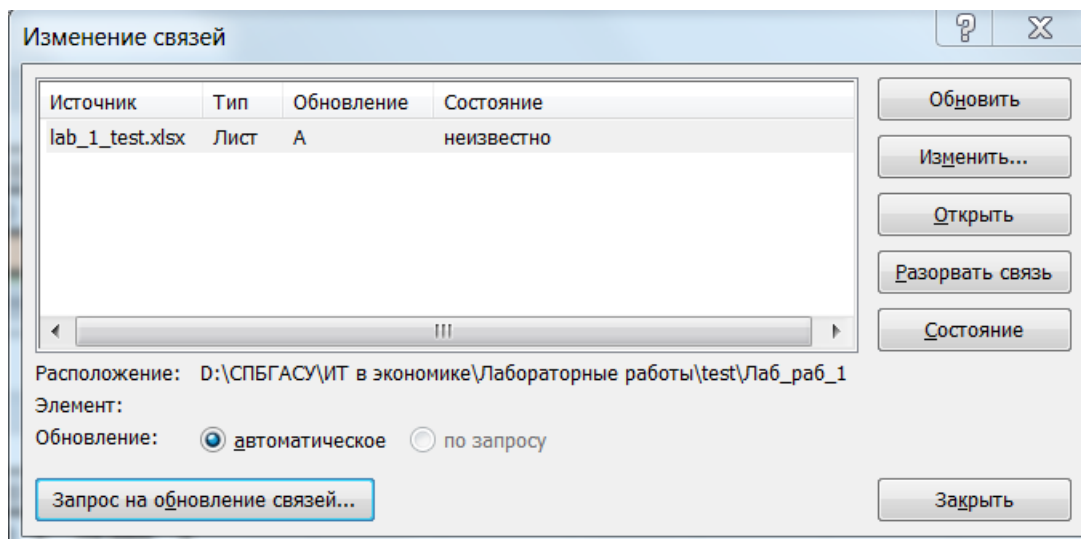 Изменение связей
Источник Тип Обновление Состояние
lab_1_test.xlsx Лист А неизвестно
Обновить
Изменить...
Открыть
Разорвать связь
Состояние
Расположение: D:\СПБГАСУ\ИТ в экономике\Лабораторные работы\test\Лаб_раб_1
Элемент:
Обновление: автоматическое по запросу
Запрос на обновление связей... Закрыть